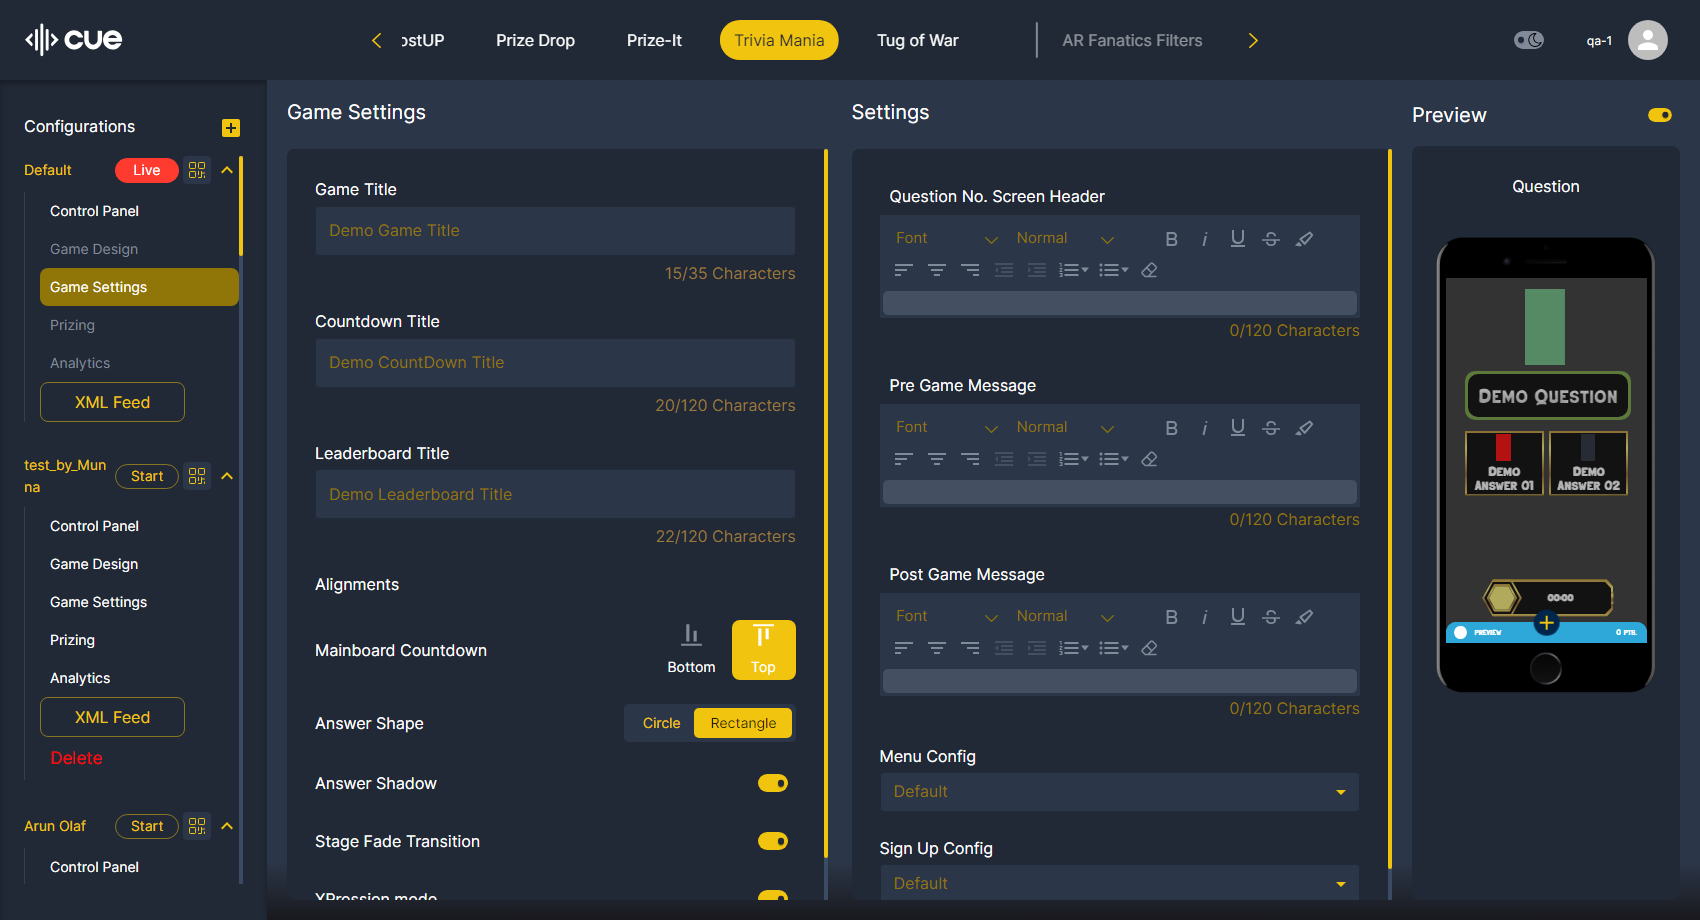 cue
ostUP
Prize Drop
Prize-It
Trivia Mania
Tug of War
AR Fanatics Filters
qa-1
Configurations
Default
Live
Control Panel
Game Design
Game Settings
Prizing
Analytics
XML Feed
test_by_Mun
na
Start
Control Panel
Game Design
Game Settings
Prizing
Analytics
XML Feed
Delete
Arun Olaf
Start
Control Panel
Game Settings
Game Title
Demo Game Title
15/35 Characters
Countdown Title
Demo CountDown Title
20/120 Characters
Leaderboard Title
Demo Leaderboard Title
22/120 Characters
Alignments
Mainboard Countdown
Bottom
Top
Answer Shape
Circle
Rectangle
Answer Shadow
Stage Fade Transition
XPression mode
Settings
Question No. Screen Header
Font
Normal
B
i
U
S
0/120 Characters
Pre Game Message
Font
Normal
B
i
U
S
0/120 Characters
Post Game Message
Font
Normal
B
i
U
S
0/120 Characters
Menu Config
Default
Sign Up Config
Default
Preview
Question
Demo Question
Demo
Answer 01
Demo
Answer 02
00:00
PREVIEW
0 PTS.